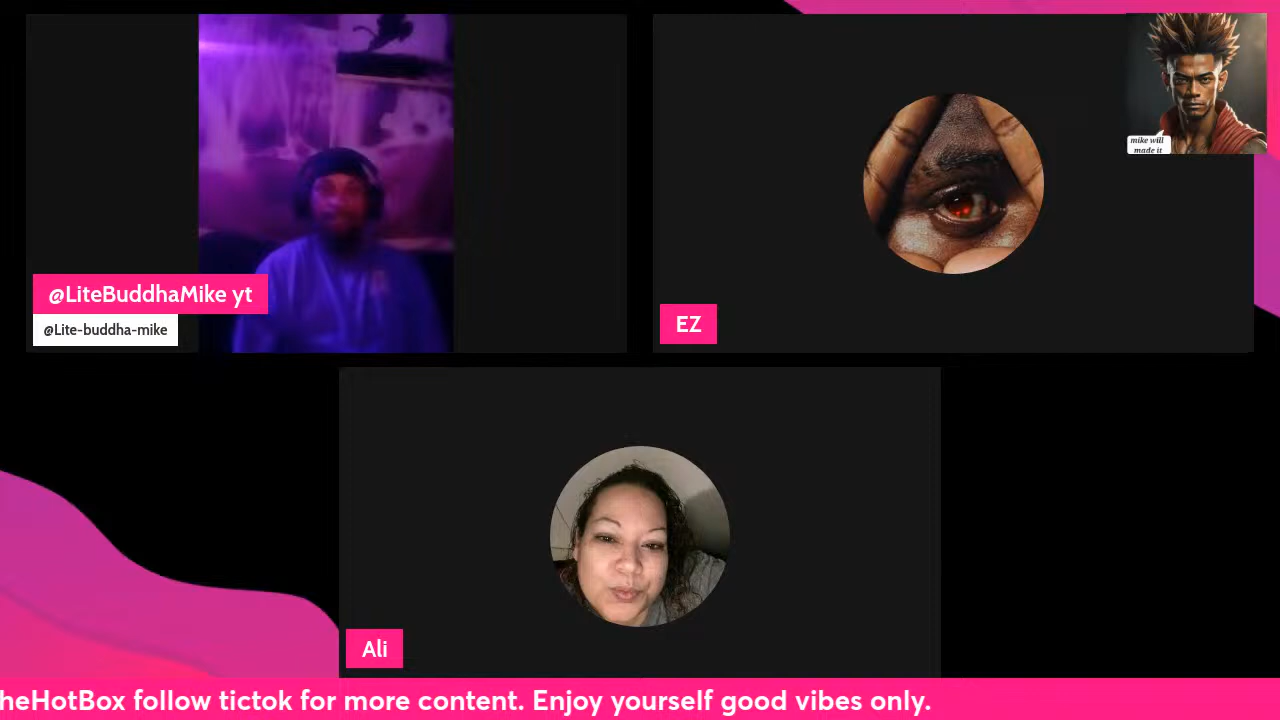 mike will
made it
@LiteBuddhaMike yt
@Lite-buddha-mike
EZ
Ali
heHotBox follow tictok for more content. Enjoy yourself good vibes only.